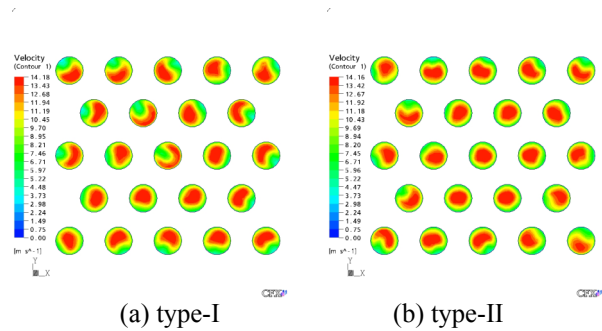 Velocity
(Contour 1)
14.18
13.43
12.68
11.94
11.19
10.45
9.70
8.95
8.21
7.46
6.71
5.97
5.22
4.48
3.73
2.98
2.24
1.49
0.75
0.00
[m s^-1]
Y
X
CFX
(a) type-I
Velocity
(Contour 1)
14.16
13.42
12.67
11.93
11.18
10.44
9.69
8.94
8.20
7.45
6.71
5.96
5.22
4.47
3.73
2.98
2.24
1.49
0.75
0.00
[m s^-1]
Y
X
CFX
(b) type-II